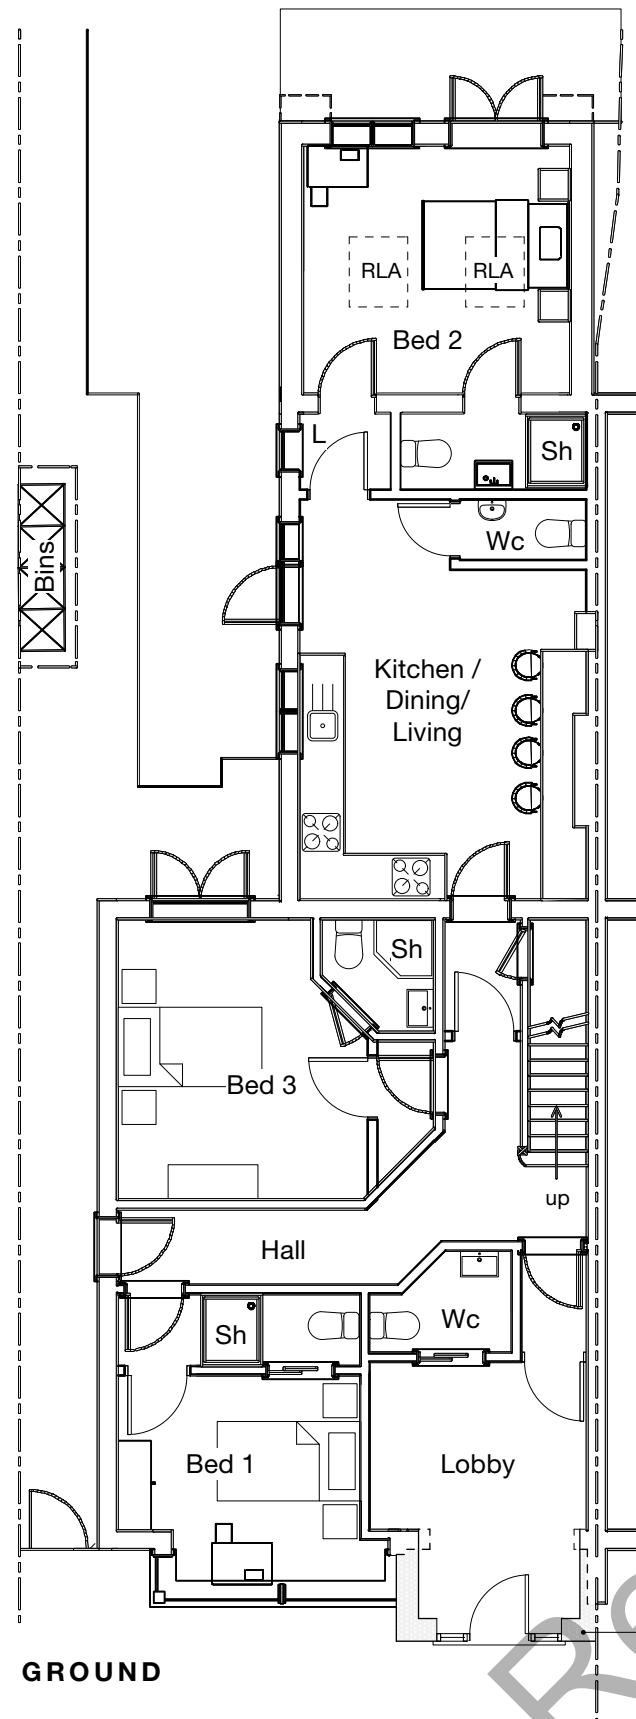 RLA
RLA
Bed 2
L
Sh
Wc
Bins
Kitchen /
Dining/
Living
Sh
Bed 3
up
Hall
Sh
Wc
Bed 1
Lobby
GROUND